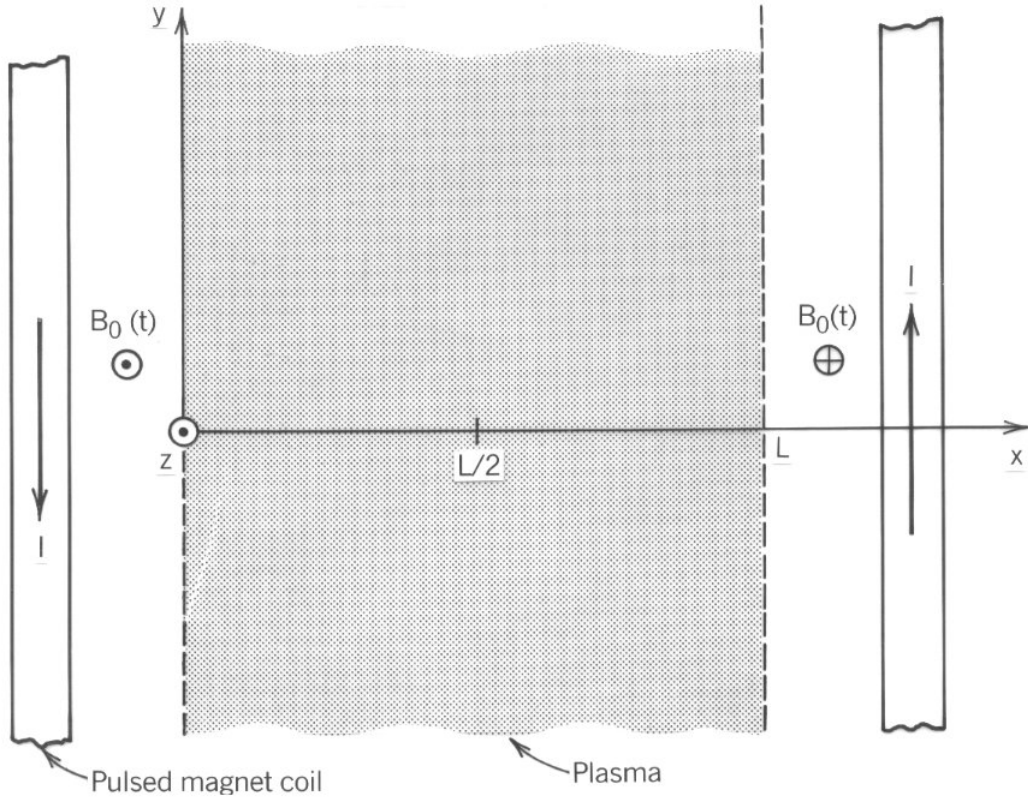 y
B₀ (t)
B₀(t)
I
I
z
L/2
L
x
Pulsed magnet coil
Plasma